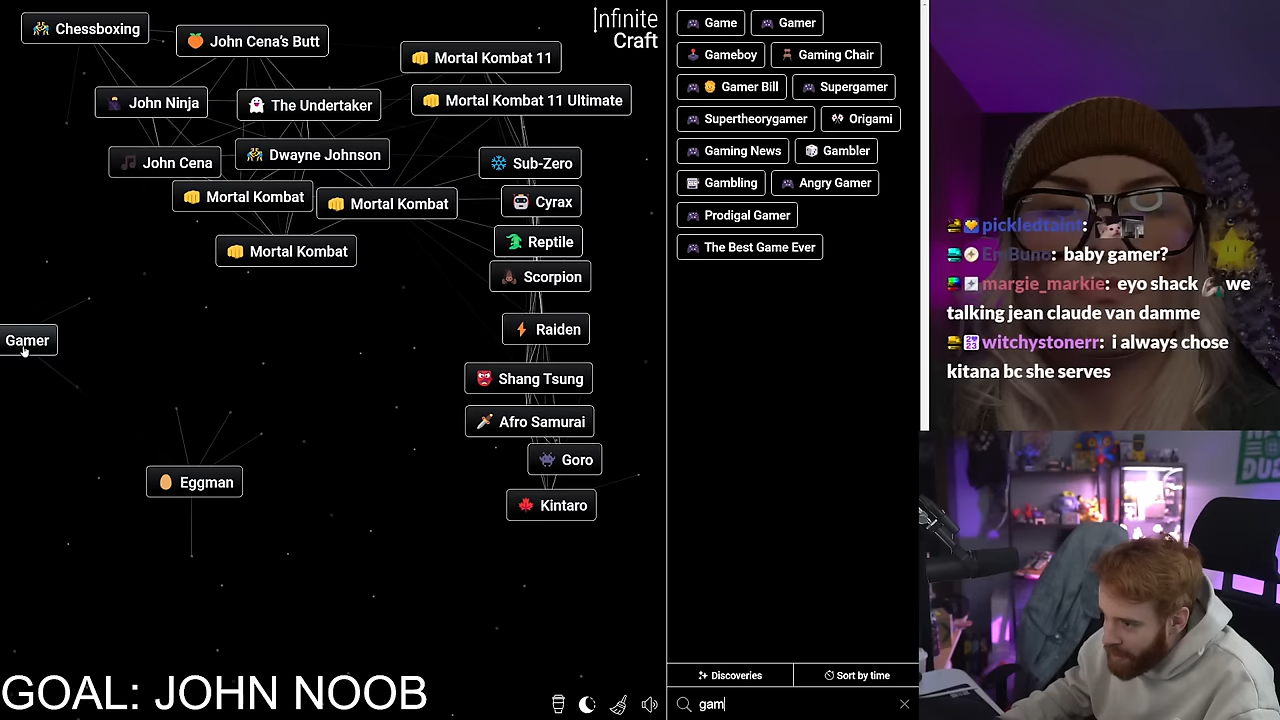 Chessboxing
John Cena's Butt
Mortal Kombat 11
Infinite
Craft
John Ninja
The Undertaker
Mortal Kombat 11 Ultimate
John Cena
Dwayne Johnson
Sub-Zero
Mortal Kombat
Mortal Kombat
Cyrax
Mortal Kombat
Reptile
Scorpion
Gamer
Raiden
Shang Tsung
Afro Samurai
Goro
Eggman
Kintaro
GOAL: JOHN NOOB
Game
Gamer
Gameboy
Gaming Chair
Gamer Bill
Supergamer
Supertheorygamer
Origami
Gaming News
Gambler
Gambling
Angry Gamer
Prodigal Gamer
The Best Game Ever
Discoveries
Sort by time
gam
pickledtaint:
: baby gamer?
margie_markie: eyo shack we
talking jean claude van damme
witchystonerr: i always chose
kitana bc she serves